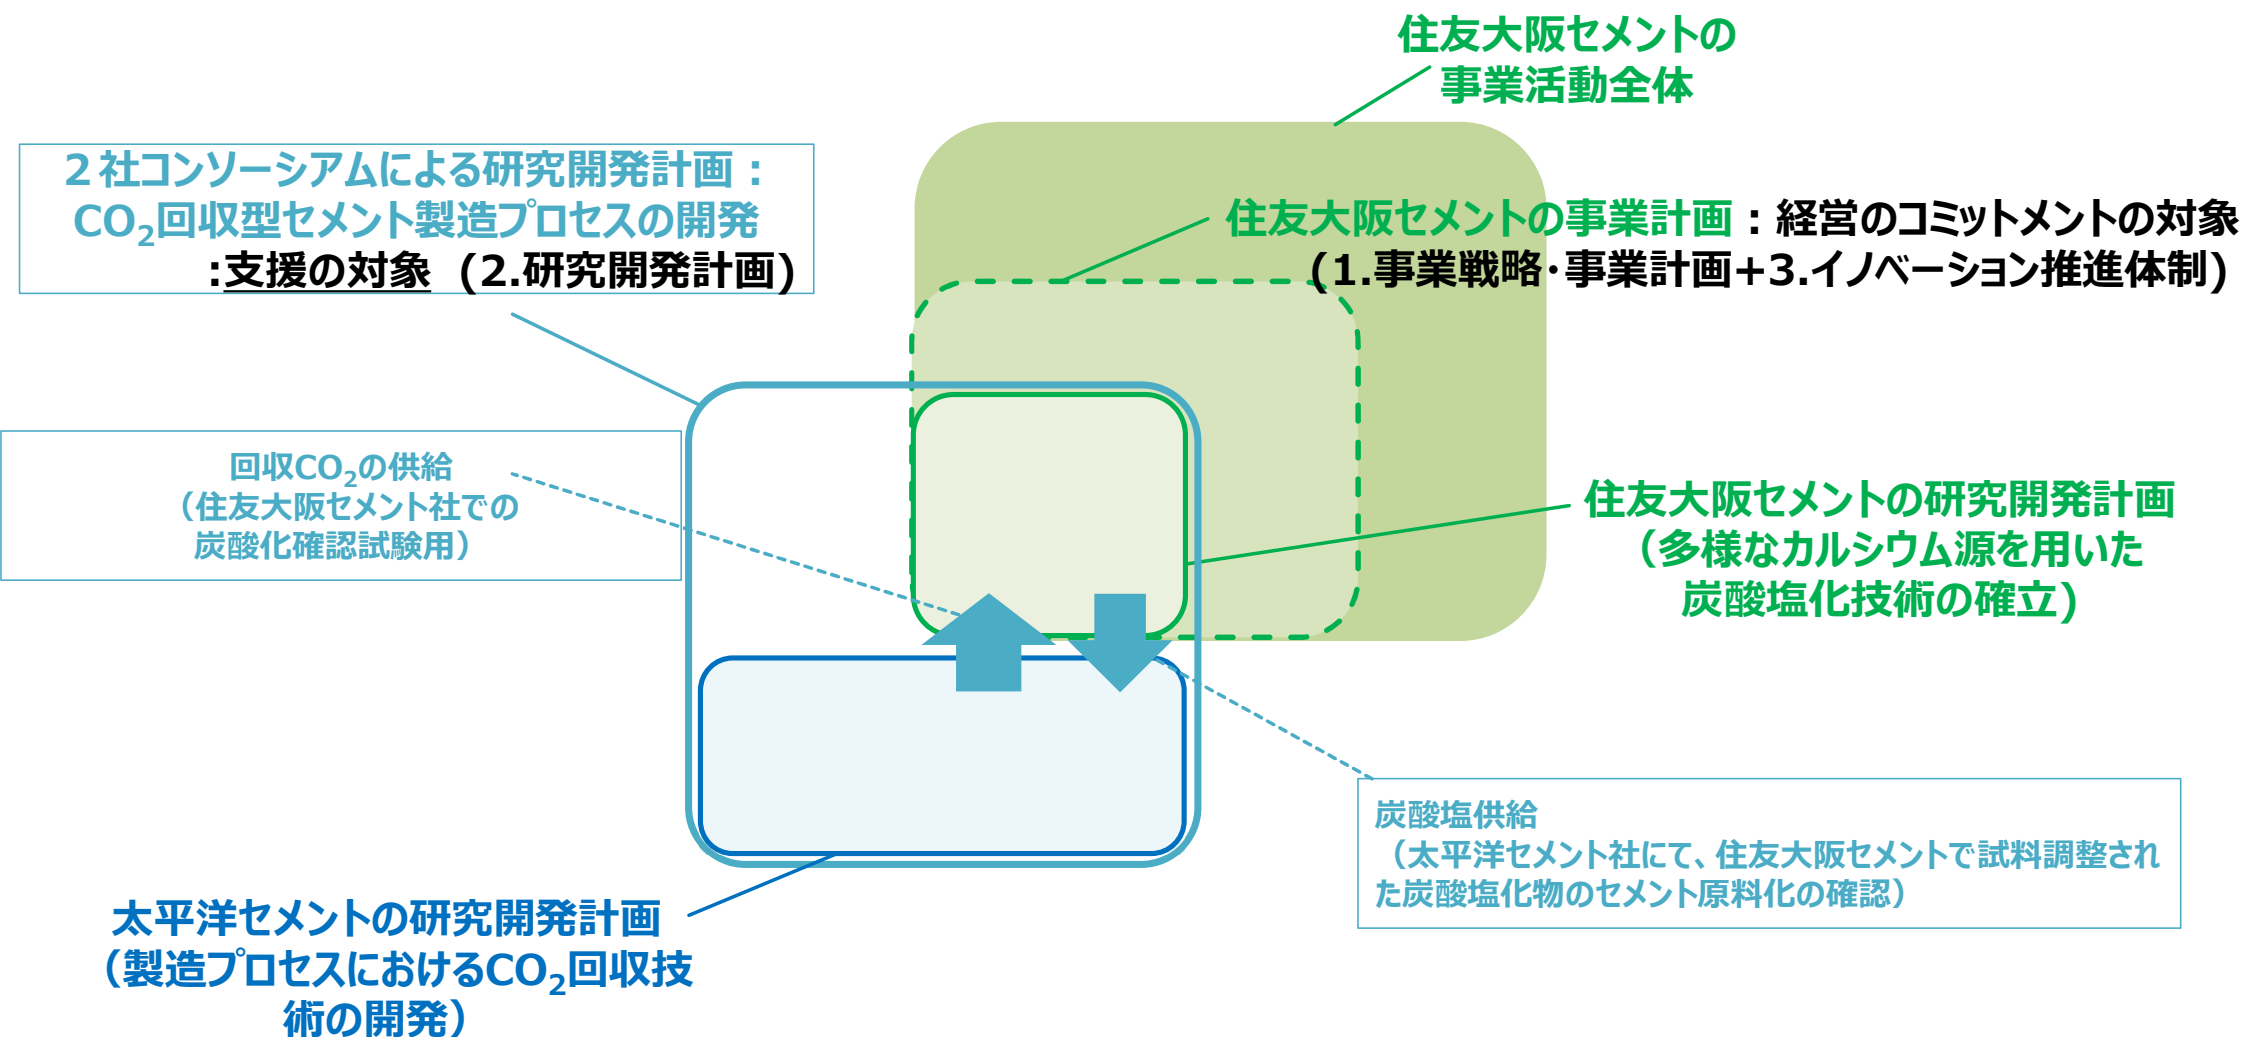 住友大阪セメントの
事業活動全体
２社コンソーシアムによる研究開発計画：
CO2回収型セメント製造プロセスの開発
:支援の対象 (2.研究開発計画)
住友大阪セメントの事業計画：経営のコミットメントの対象
(1.事業戦略・事業計画+3.イノベーション推進体制)
回収CO2の供給
（住友大阪セメント社での
炭酸化確認試験用）
住友大阪セメントの研究開発計画
（多様なカルシウム源を用いた
炭酸塩化技術の確立)
炭酸塩供給
（太平洋セメント社にて、住友大阪セメントで試料調整され
た炭酸塩化物のセメント原料化の確認）
太平洋セメントの研究開発計画
（製造プロセスにおけるCO2回収技
術の開発）